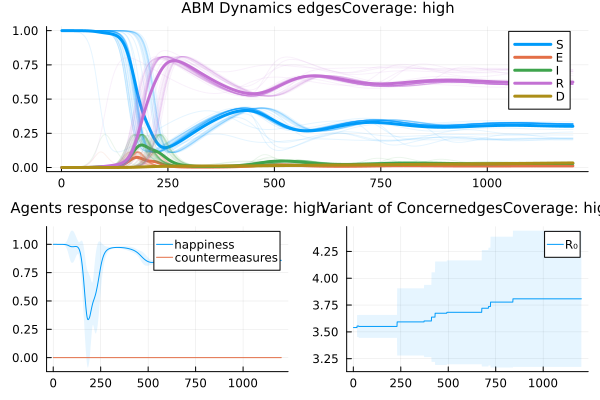 ABM Dynamics edgesCoverage: high
1.00
0.75
0.50
0.25
0.00
S
E
I
R
D
0 250 500 750 1000
Agents response to ηedgesCoverage: high
Variant of ConcernedgesCoverage: hig
1.00
0.75
0.50
0.25
0.00
happiness
countermeasures
0 250 500 750 1000
4.25
4.00
3.75
3.50
3.25
R₀
0 250 500 750 1000